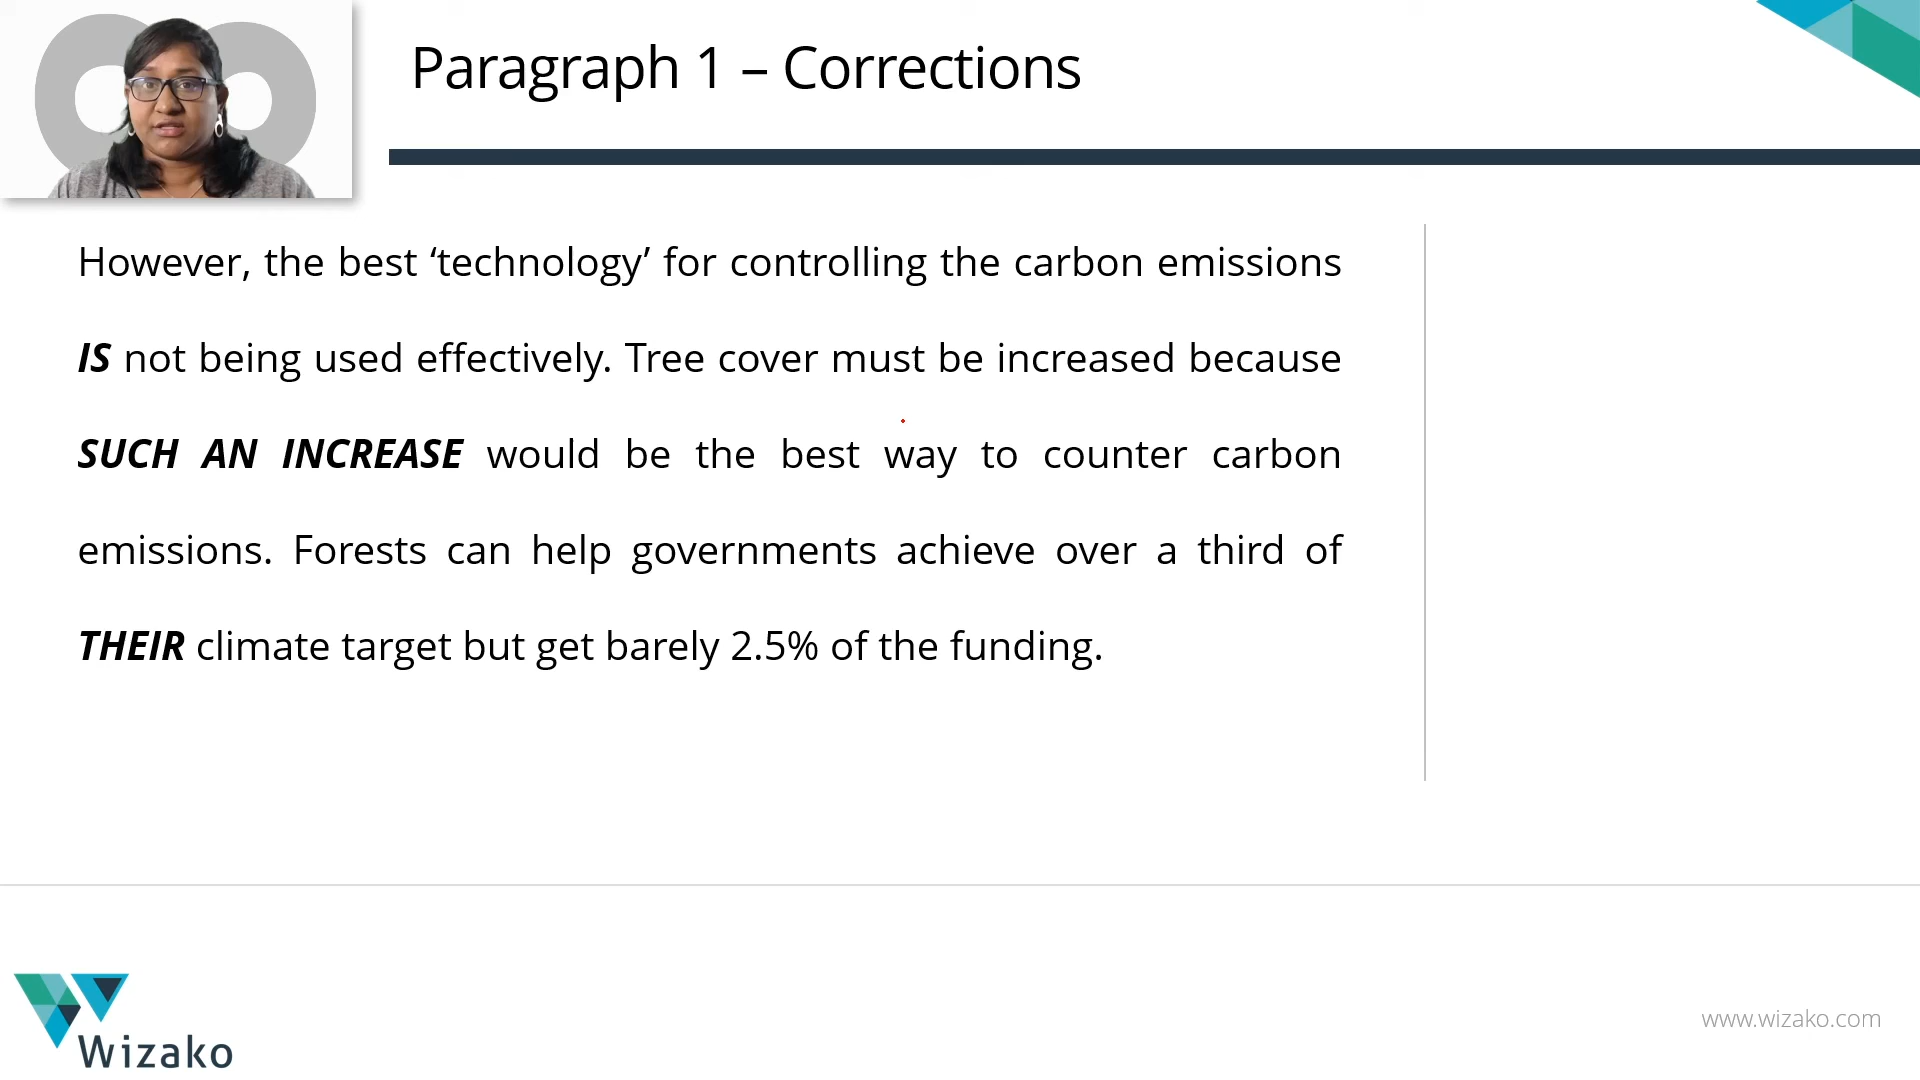 Paragraph 1 – Corrections
However, the best ‘technology’ for controlling the carbon emissions
IS not being used effectively. Tree cover must be increased because
SUCH AN INCREASE would be the best way to counter carbon
emissions. Forests can help governments achieve over a third of
THEIR climate target but get barely 2.5% of the funding.
Wizako
www.wizako.com